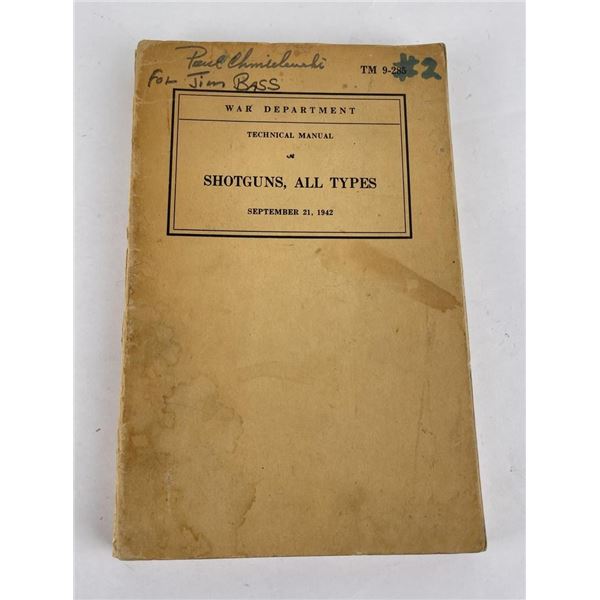 Paul Chmielewski
For Jim BASS
TM 9-285 #2
WAR DEPARTMENT
TECHNICAL MANUAL
SHOTGUNS, ALL TYPES
SEPTEMBER 21, 1942